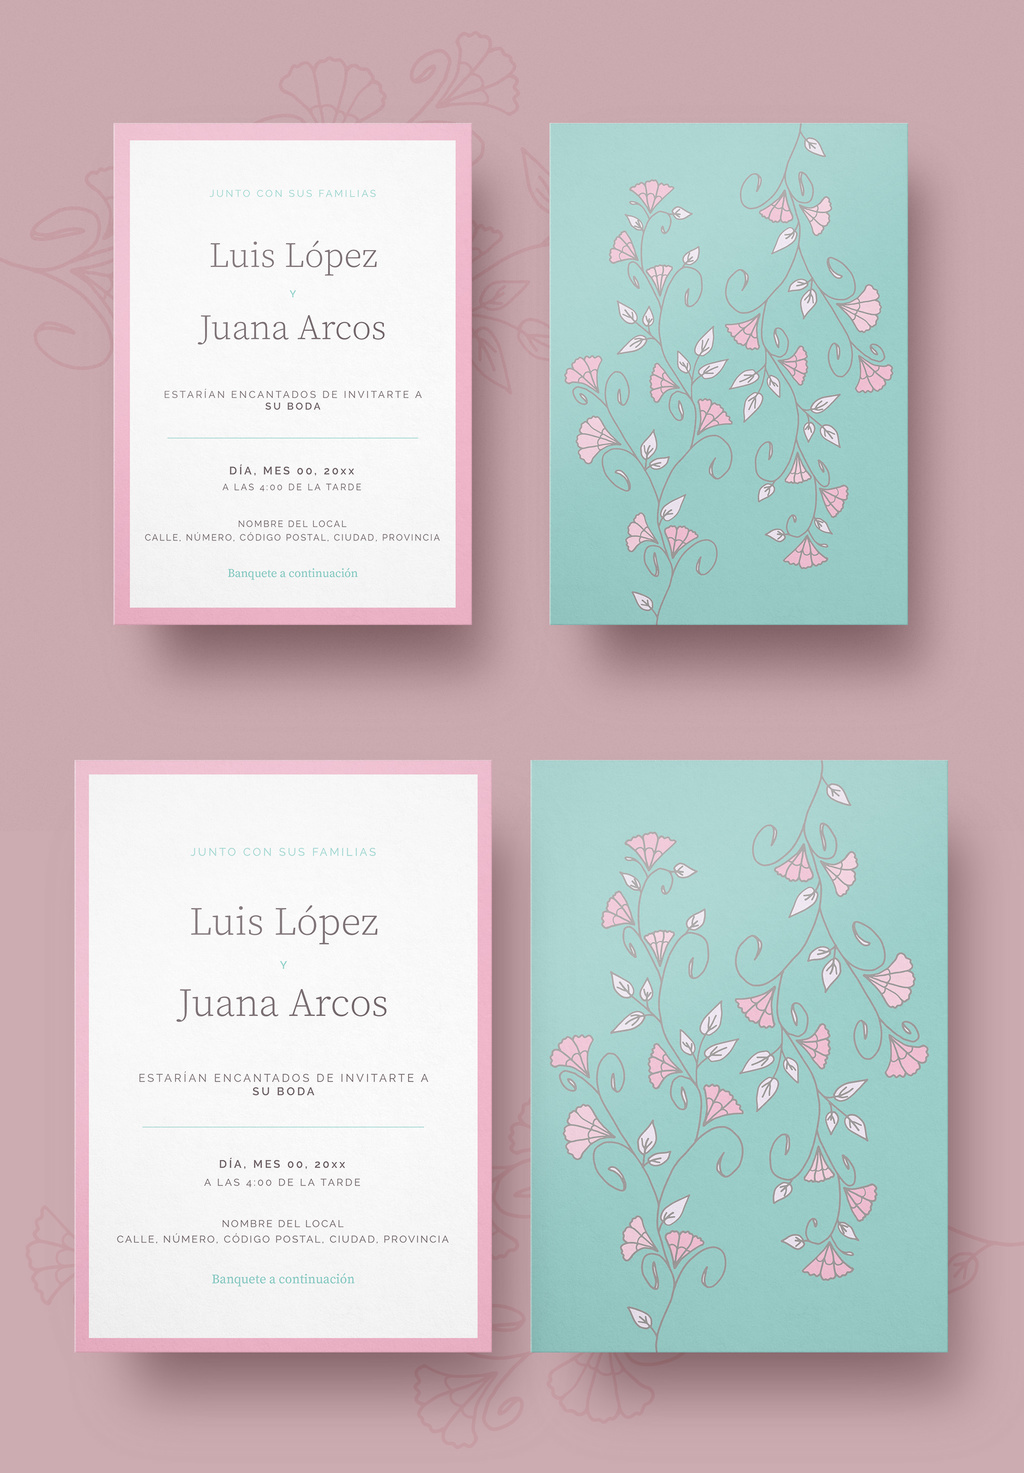 JUNTO CON SUS FAMILIAS
Luis López
Y
Juana Arcos
ESTARÍAN ENCANTADOS DE INVITARTE A
SU BODA
DÍA, MES 00, 20xx
A LAS 4:00 DE LA TARDE
NOMBRE DEL LOCAL
CALLE, NÚMERO, CÓDIGO POSTAL, CIUDAD, PROVINCIA
Banquete a continuación
JUNTO CON SUS FAMILIAS
Luis López
Y
Juana Arcos
ESTARÍAN ENCANTADOS DE INVITARTE A
SU BODA
DÍA, MES 00, 20xx
A LAS 4:00 DE LA TARDE
NOMBRE DEL LOCAL
CALLE, NÚMERO, CÓDIGO POSTAL, CIUDAD, PROVINCIA
Banquete a continuación